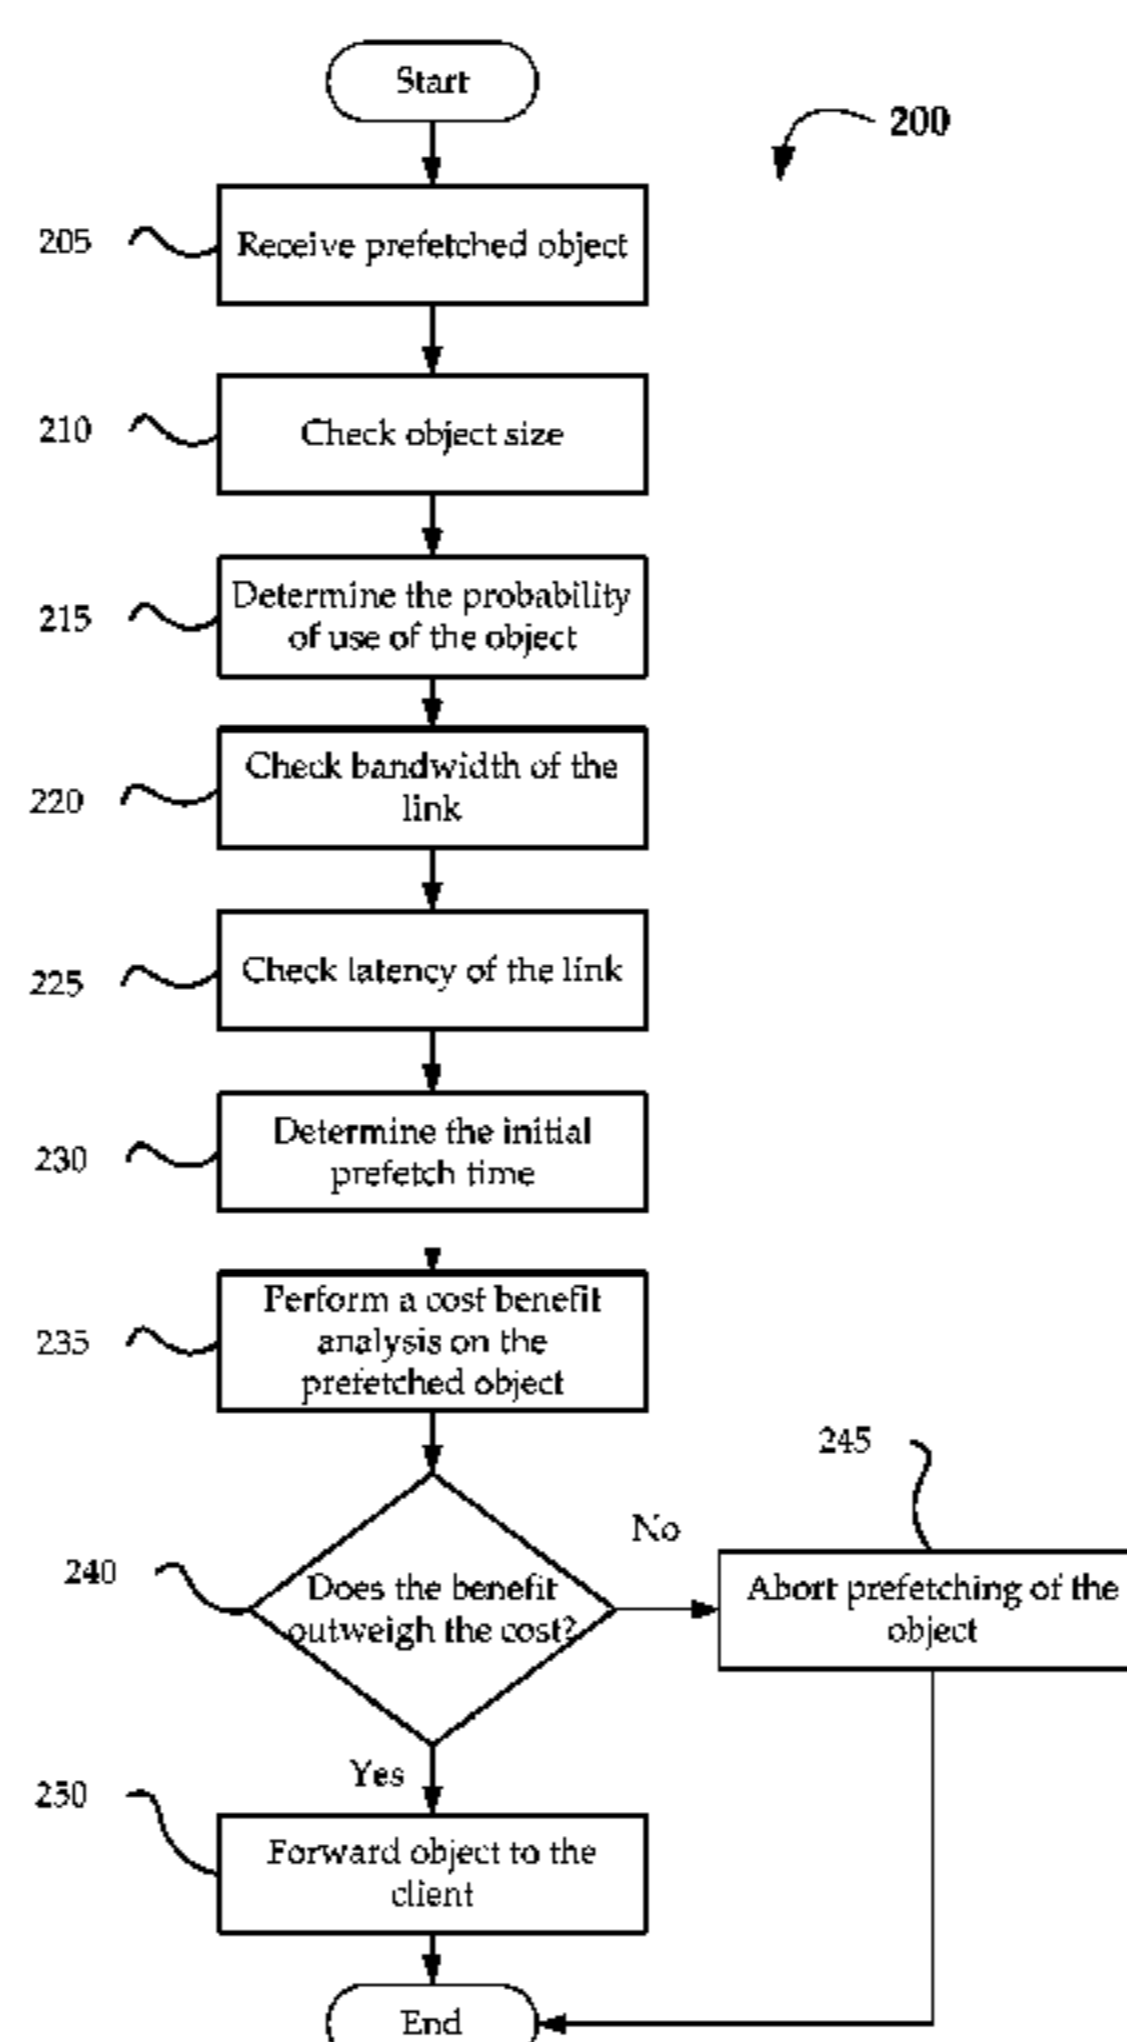 Start
200
205
Receive prefetched object
210
Check object size
215
Determine the probability
of use of the object
220
Check bandwidth of the
link
225
Check latency of the link
230
Determine the initial
prefetch time
235
Perform a cost benefit
analysis on the
prefetched object
240
Does the benefit
outweigh the cost?
No
245
Abort prefetching of the
object
Yes
250
Forward object to the
client
End